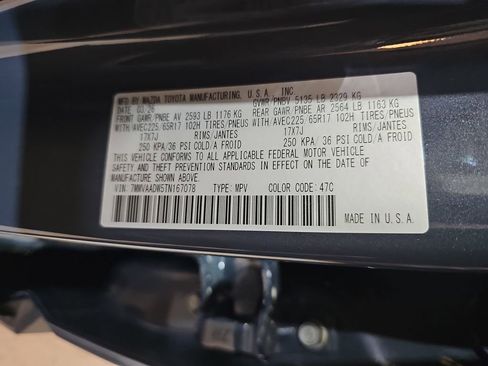 MFD BY MAZDA TOYOTA MANUFACTURING, U.S.A., INC.
DATE 03/26 GVWR/PNBV 5135 LB 2329 KG
FRONT GAWR/PNBE AV 2593 LB 1176 KG REAR GAWR/PNBE AR 2564 LB 1163 KG
WITH/AVEC225/65R17 102H TIRES/PNEUS WITH/AVEC225/65R17 102H TIRES/PNEUS
17X7J RIMS/JANTES 17X7J RIMS/JANTES
250 KPA/36 PSI COLD/A FROID 250 KPA/36 PSI COLD/A FROID
THIS VEHICLE CONFORMS TO ALL APPLICABLE FEDERAL MOTOR VEHICLE
SAFETY AND THEFT PREVENTION STANDARDS IN EFFECT ON THE DATE OF
MANUFACTURE SHOWN ABOVE.
VIN: 7MMVAADW5TN167078 TYPE: MPV COLOR CODE: 47C
MADE IN U.S.A.